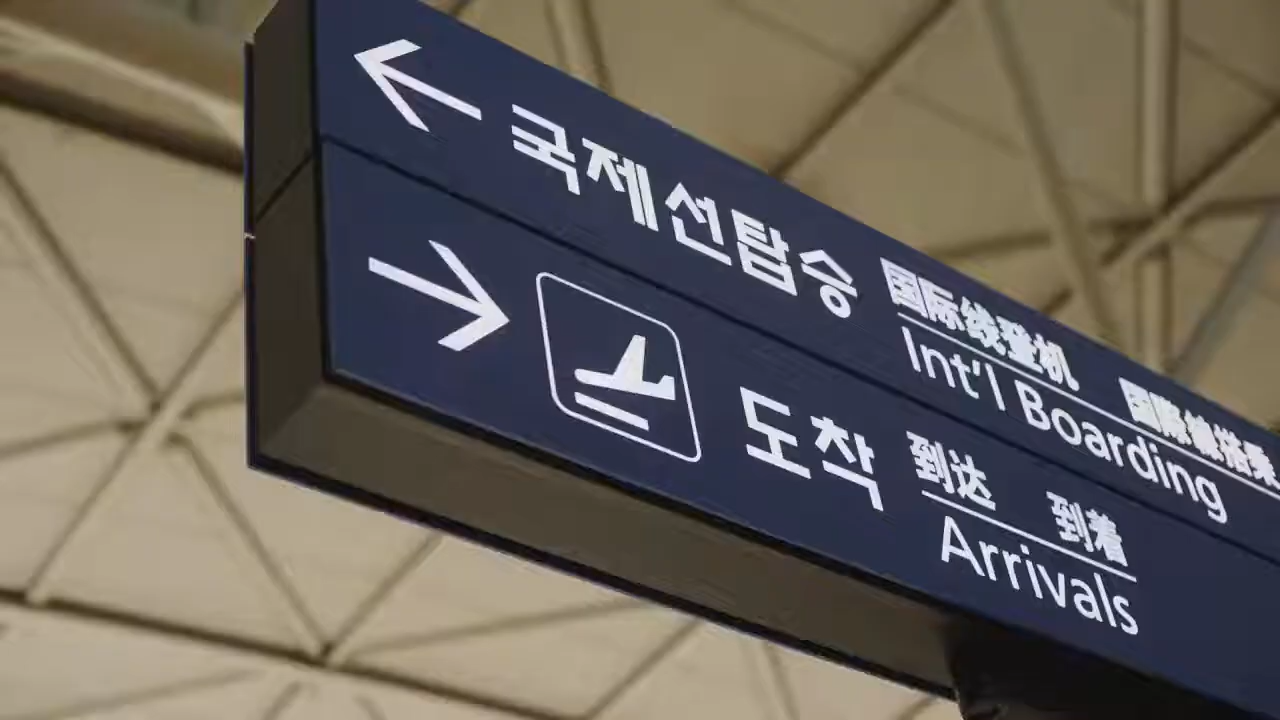 국제선탑승
国际线登机 国際線搭乗
Int'l Boarding
도착
到达 到着
Arrivals